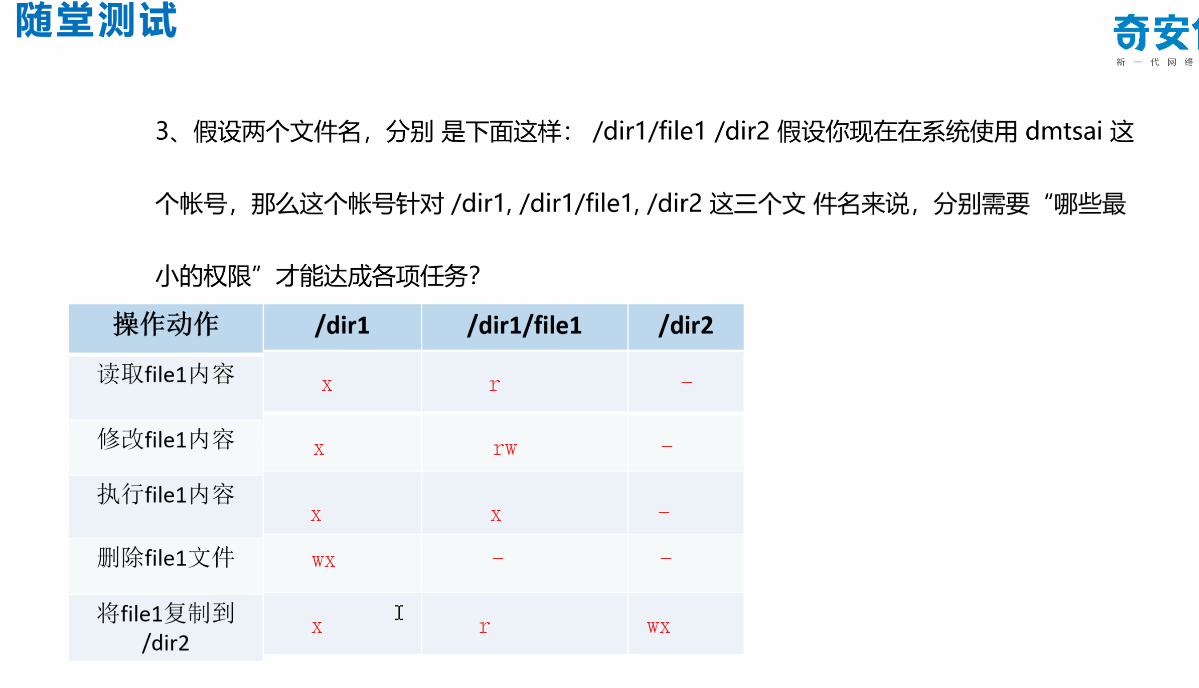 随堂测试
奇安
新一代网络
3、假设两个文件名，分别 是下面这样： /dir1/file1 /dir2 假设你现在在系统使用 dmtsai 这
个帐号，那么这个帐号针对 /dir1, /dir1/file1, /dir2 这三个文 件名来说，分别需要“哪些最
小的权限”才能达成各项任务？
操作动作 /dir1 /dir1/file1 /dir2
读取file1内容 x r -
修改file1内容 x rw -
执行file1内容 x x -
删除file1文件 wx - -
将file1复制到
/dir2 x r wx